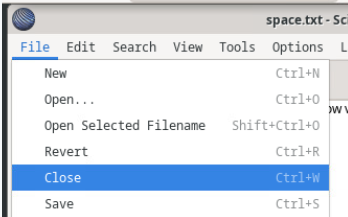 space.txt - Sc
File Edit Search View Tools Options L
New Ctrl+N
Open... Ctrl+O
Open Selected Filename Shift+Ctrl+O
Revert Ctrl+R
Close Ctrl+W
Save Ctrl+S